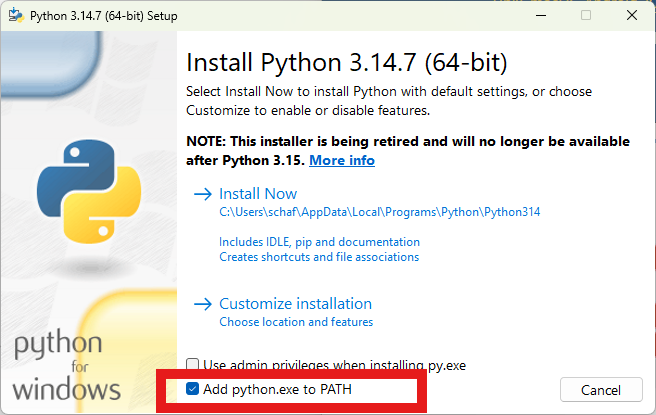 Python 3.14.7 (64-bit) Setup
Install Python 3.14.7 (64-bit)
Select Install Now to install Python with default settings, or choose
Customize to enable or disable features.
NOTE: This installer is being retired and will no longer be available
after Python 3.15. More info
Install Now
C:\Users\schaf\AppData\Local\Programs\Python\Python314
Includes IDLE, pip and documentation
Creates shortcuts and file associations
Customize installation
Choose location and features
Use admin privileges when installing py.exe
Add python.exe to PATH
Cancel
python
for
windows